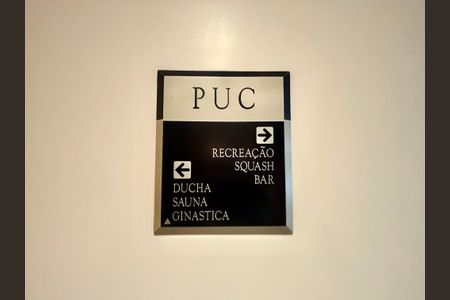 PUC
RECREAÇÃO
SQUASH
BAR
DUCHA
SAUNA
GINASTICA